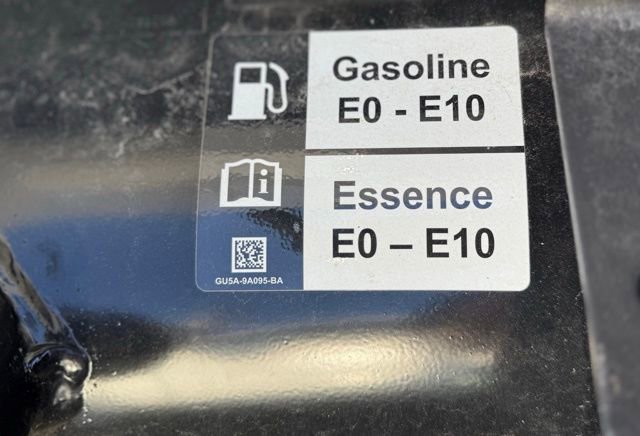 Gasoline
E0 - E10
Essence
E0 – E10
GU5A-9A095-BA